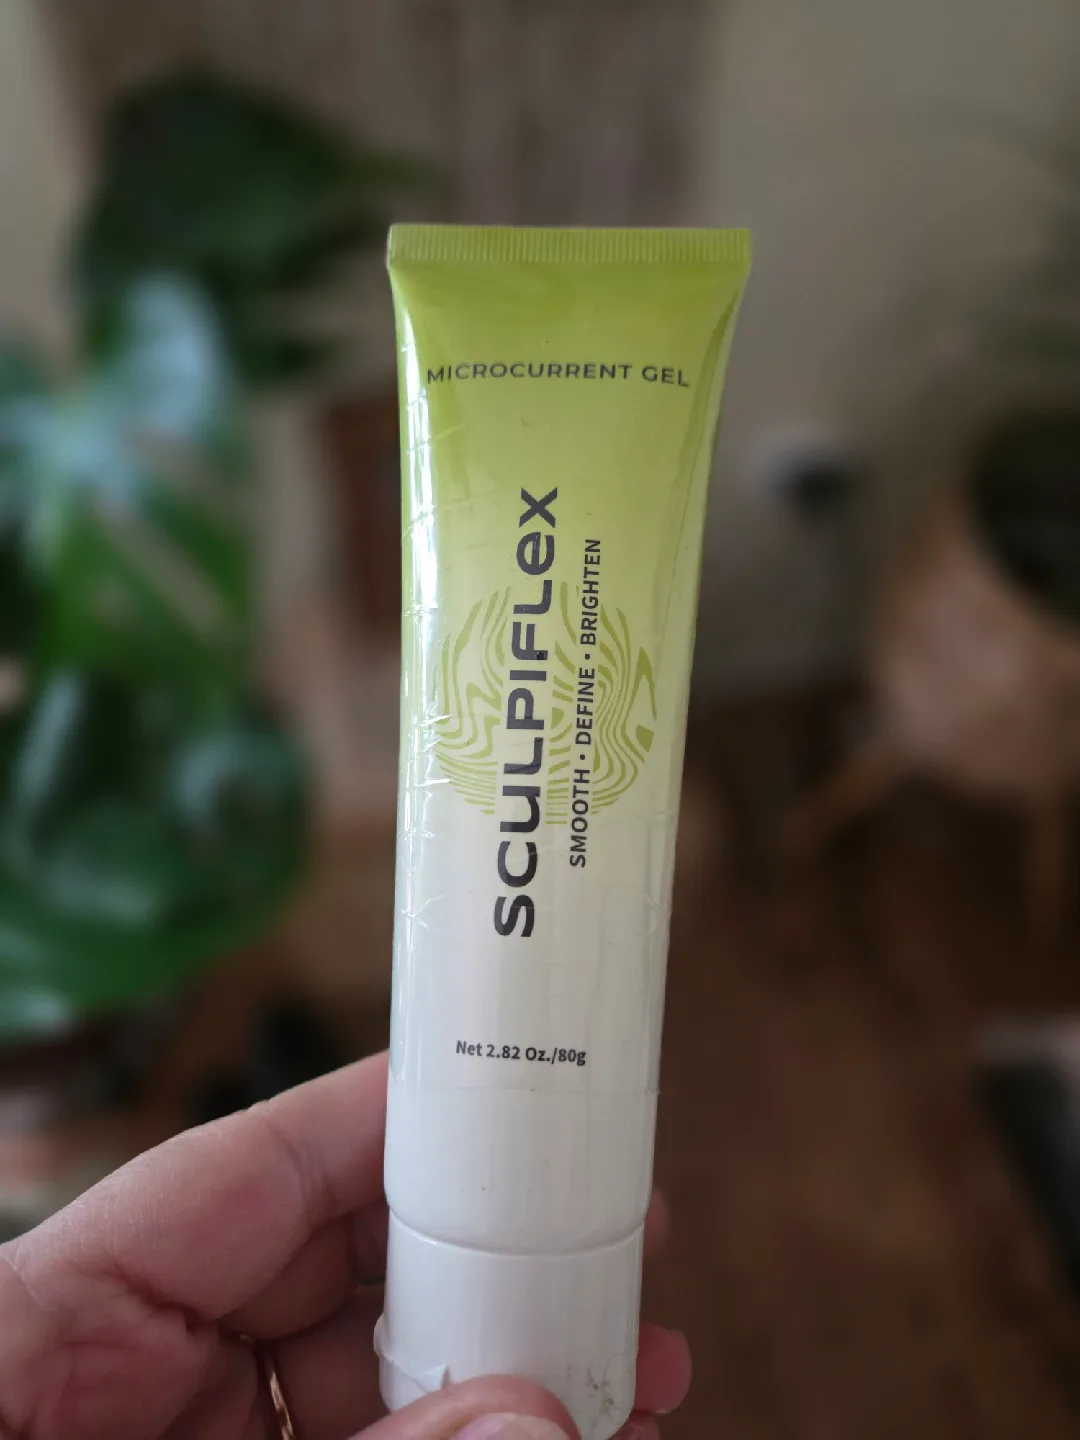 MICROCURRENT GEL
SCULPIFLEX
SMOOTH • DEFINE • BRIGHTEN
Net 2.82 Oz./80g